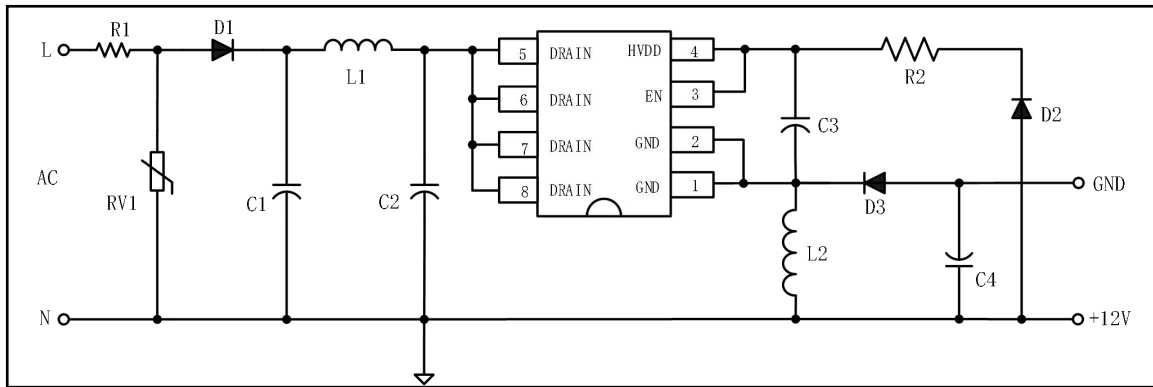 L
R1
D1
L1
5
DRAIN
HVDD
4
R2
6
DRAIN
EN
3
D2
C3
AC
RV1
C1
C2
7
DRAIN
GND
2
8
DRAIN
GND
1
D3
GND
L2
C4
N
+12V